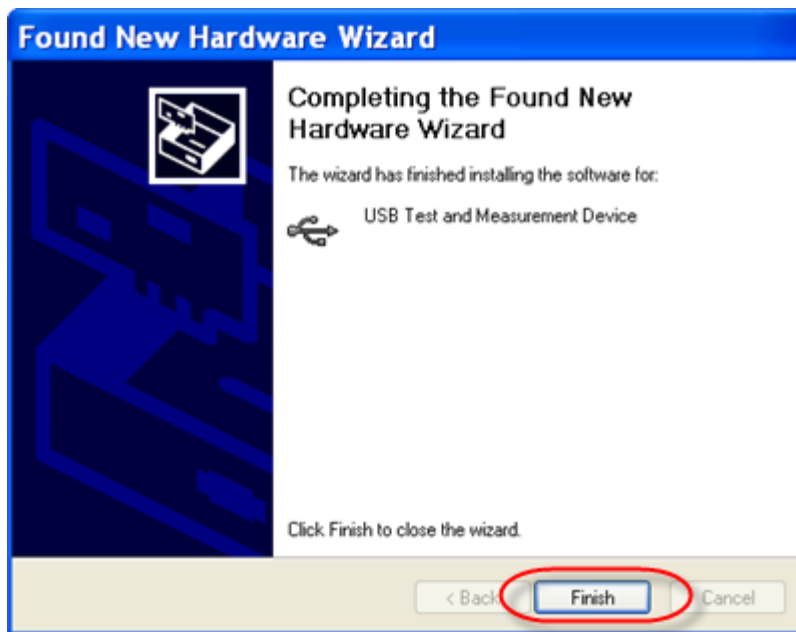 Found New Hardware Wizard
Completing the Found New
Hardware Wizard
The wizard has finished installing the software for:
USB Test and Measurement Device
Click Finish to close the wizard.
< Back
Finish
Cancel